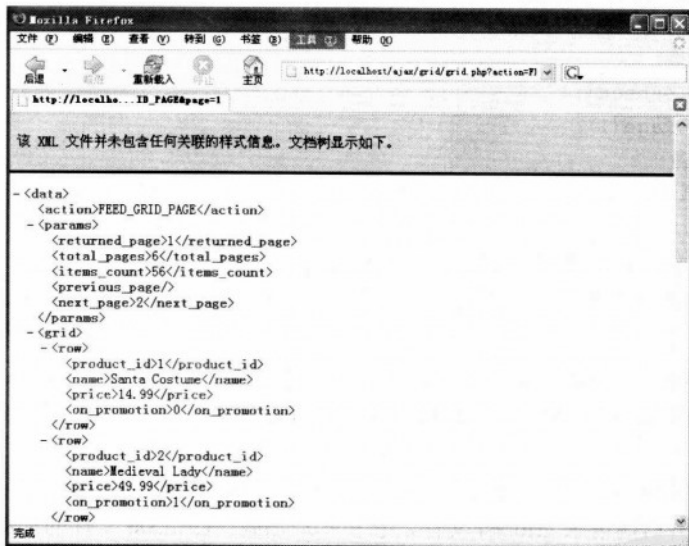 Mozilla Firefox
文件 (F) 编辑 (E) 查看 (V) 转到 (G) 书签 (B) 工具 (T) 帮助 (H)
后退 前进 重新载入 停止 主页 http://localhost/ajax/grid/grid.php?action=FI
http://localho...ID_PAGE&page=1
该 XML 文件并未包含任何关联的样式信息。文档树显示如下。
- <data>
<action>FEED_GRID_PAGE</action>
- <params>
<returned_page>1</returned_page>
<total_pages>6</total_pages>
<items_count>56</items_count>
<previous_page/>
<next_page>2</next_page>
</params>
- <grid>
- <row>
<product_id>1</product_id>
<name>Santa Costume</name>
<price>14.99</price>
<on_promotion>0</on_promotion>
</row>
- <row>
<product_id>2</product_id>
<name>Medieval Lady</name>
<price>49.99</price>
<on_promotion>1</on_promotion>
</row>
完成